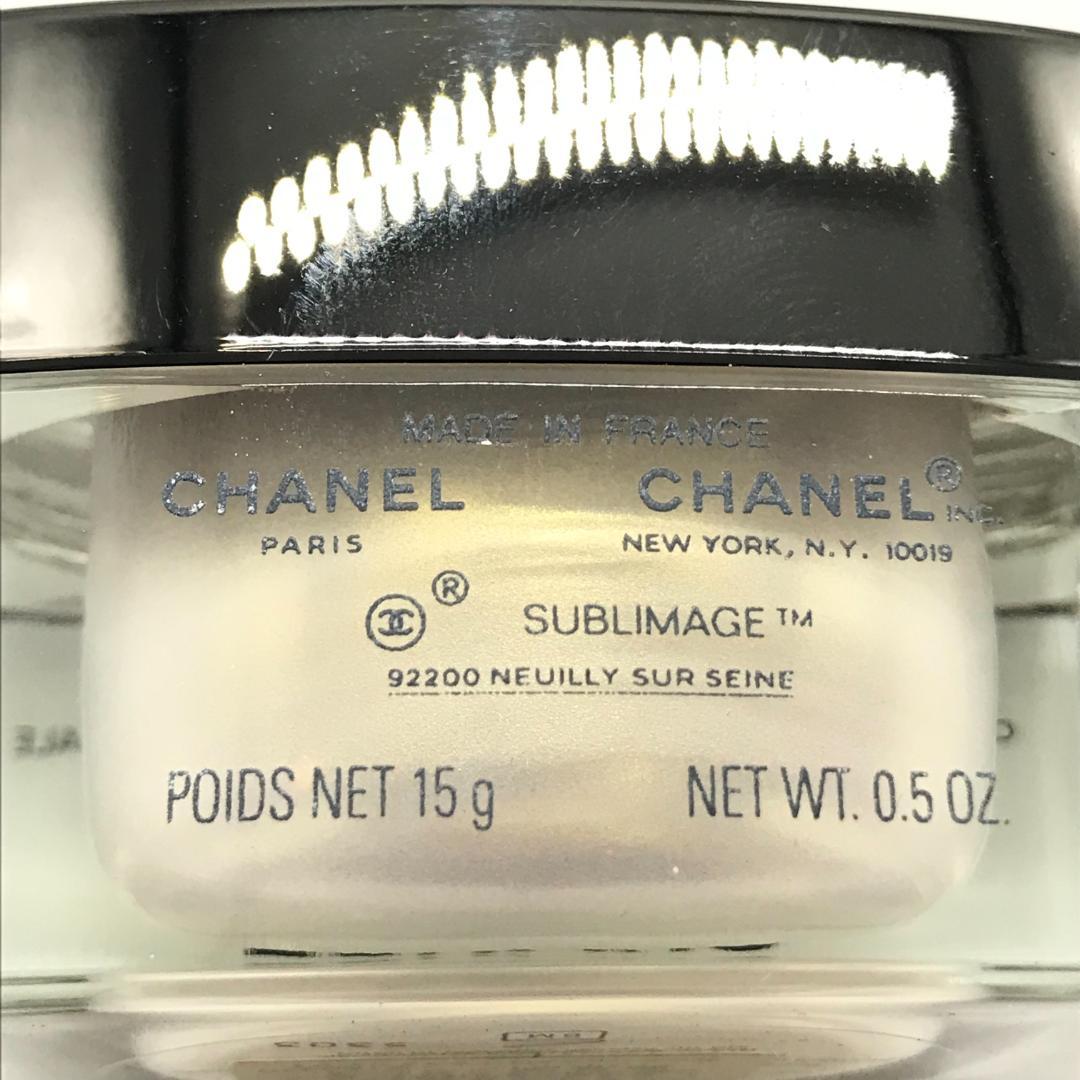 MADE IN FRANCE
CHANEL CHANEL® INC.
PARIS NEW YORK, N.Y. 10019
® SUBLIMAGE™
92200 NEUILLY SUR SEINE
POIDS NET 15 g NET WT. 0.5 OZ.